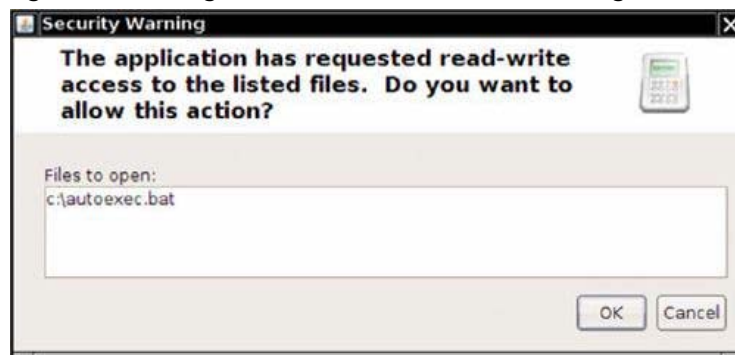 Security Warning
The application has requested read-write
access to the listed files. Do you want to
allow this action?
Files to open:
c:\autoexec.bat
OK Cancel